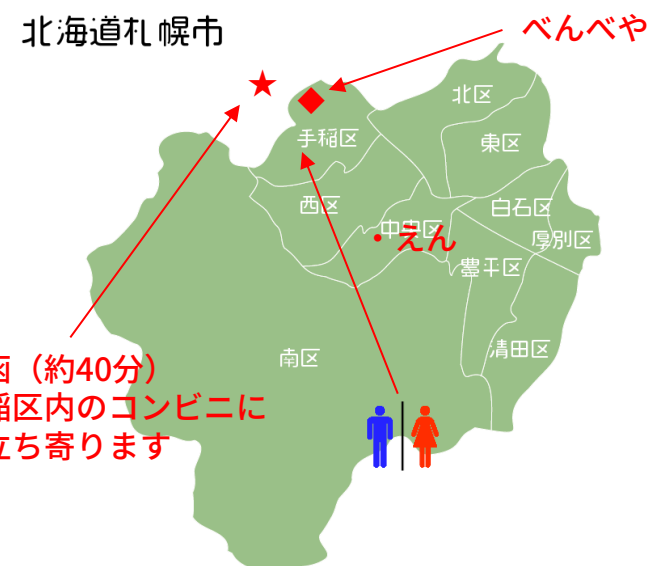 北海道札幌市
べんべや
北区
手稲区
東区
西区
白石区
中央区
・えん
厚別区
豊平区
清田区
南区
函（約40分）
稲区内のコンビニに
立ち寄ります